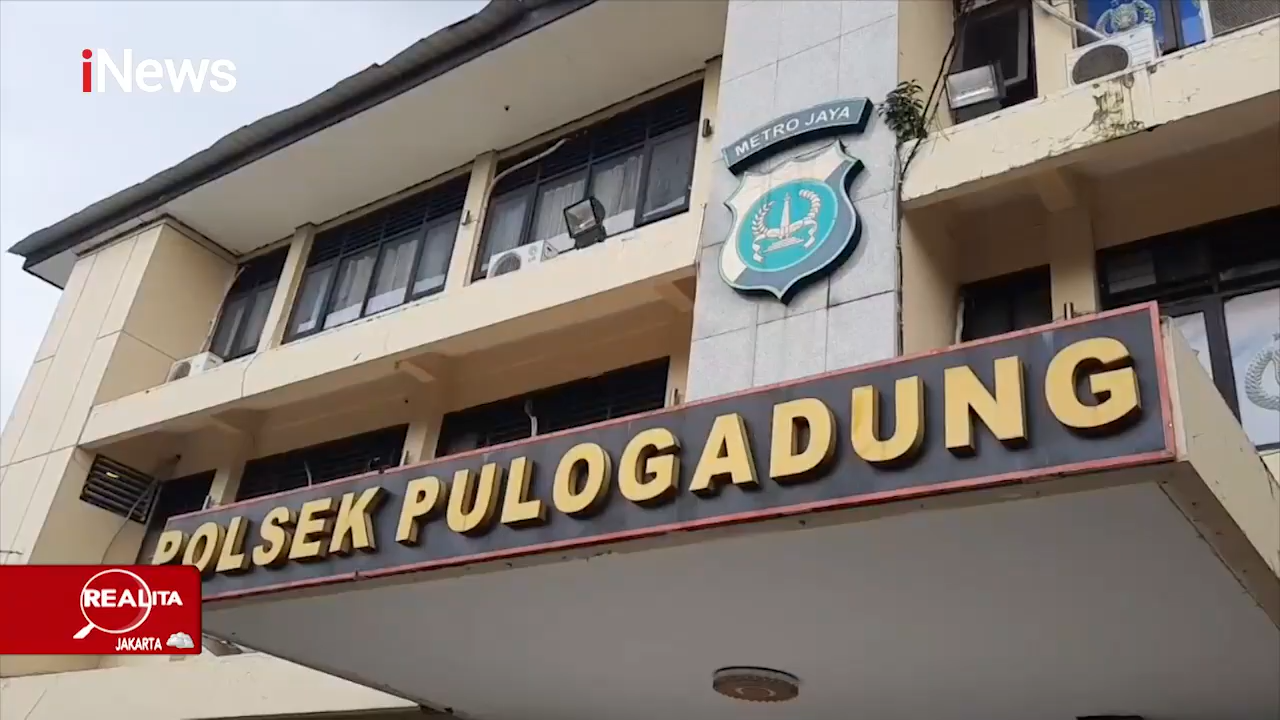 iNews
METRO JAYA
POLSEK PULOGADUNG
REALITA
JAKARTA